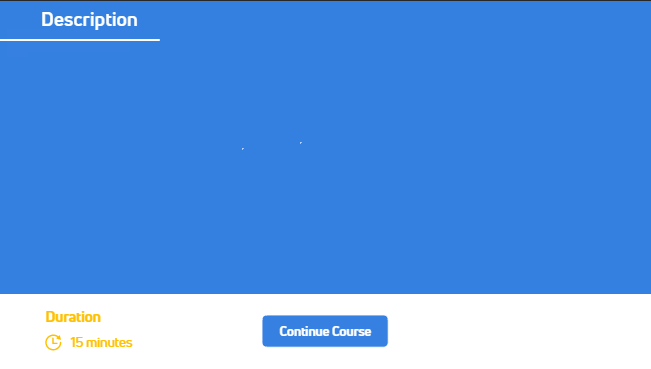 Description
Duration
15 minutes
Continue Course